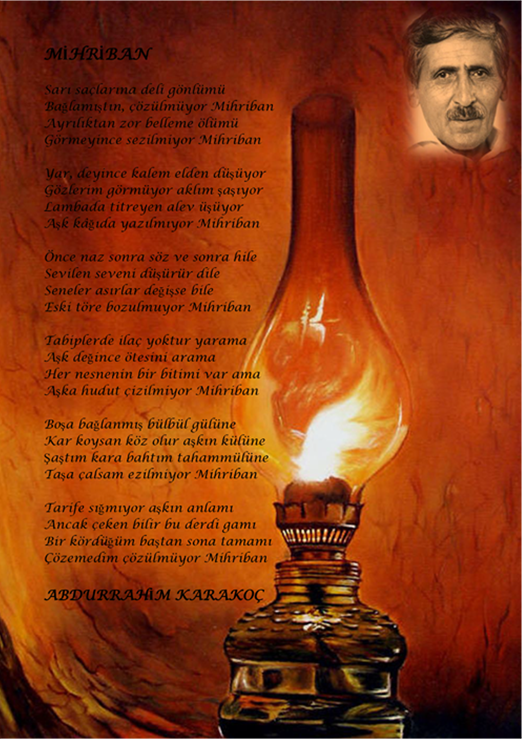 MİHRİBAN
Sarı saçlarına deli gönlümü
Bağlamıştın, çözülmüyor Mihriban
Ayrılıktan zor belleme ölümü
Görmeyince sezilmiyor Mihriban
Yar, deyince kalem elden düşüyor
Gözlerim görmüyor aklım şaşıyor
Lambada titreyen alev üşüyor
Aşk kâğıda yazılmıyor Mihriban
Önce naz sonra söz ve sonra hile
Sevilen seveni düşürür dile
Seneler asırlar değişse bile
Eski töre bozulmuyor Mihriban
Tabiplerde ilaç yoktur yarama
Aşk değince ötesini arama
Her nesnenin bir bitimi var ama
Aşka hudut çizilmiyor Mihriban
Boşa bağlanmış bülbül gülüne
Kar koysan köz olur aşkın külüne
Şaştım kara bahtım tahammülüne
Taşa çalsam ezilmiyor Mihriban
Tarife sığmıyor aşkın anlamı
Ancak çeken bilir bu derdi gamı
Bir kördüğüm baştan sona tamamı
Çözemedim çözülmüyor Mihriban
ABDURRAHİM KARAKOÇ